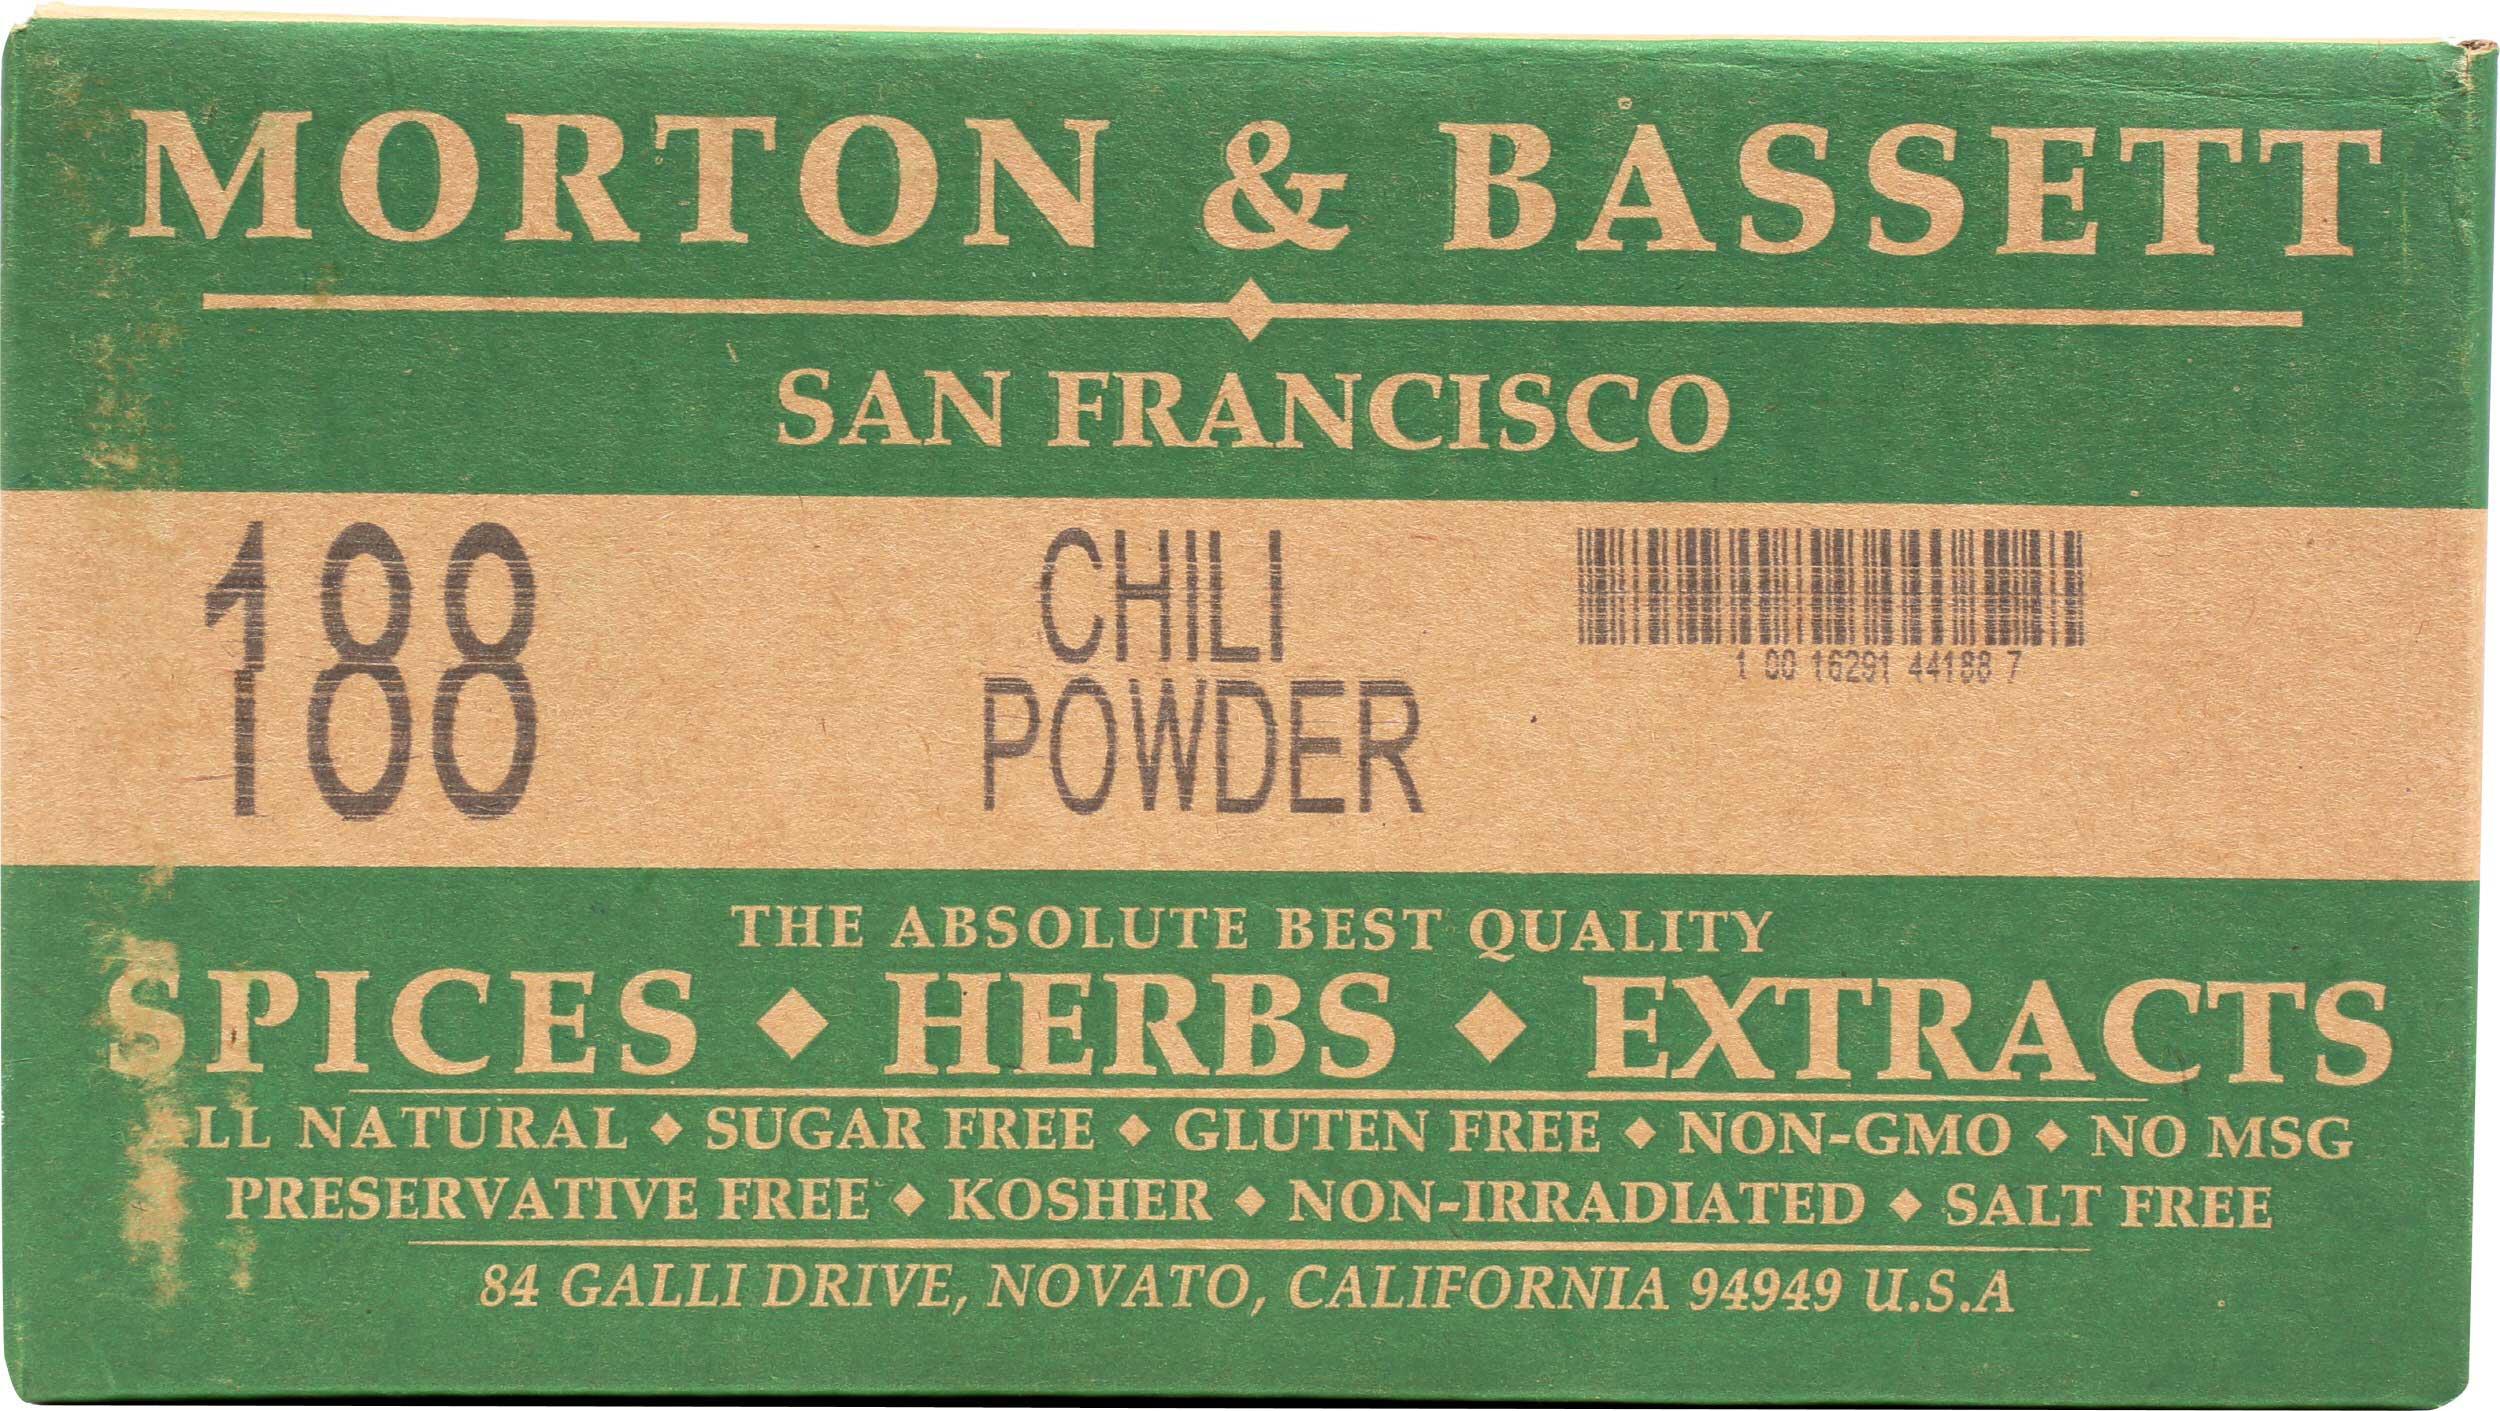 MORTON & BASSETT
SAN FRANCISCO
188
CHILI
POWDER
1 00 16291 44188 7
THE ABSOLUTE BEST QUALITY
SPICES ◆ HERBS ◆ EXTRACTS
ALL NATURAL ◆ SUGAR FREE ◆ GLUTEN FREE ◆ NON-GMO ◆ NO MSG
PRESERVATIVE FREE ◆ KOSHER ◆ NON-IRRADIATED ◆ SALT FREE
84 GALLI DRIVE, NOVATO, CALIFORNIA 94949 U.S.A